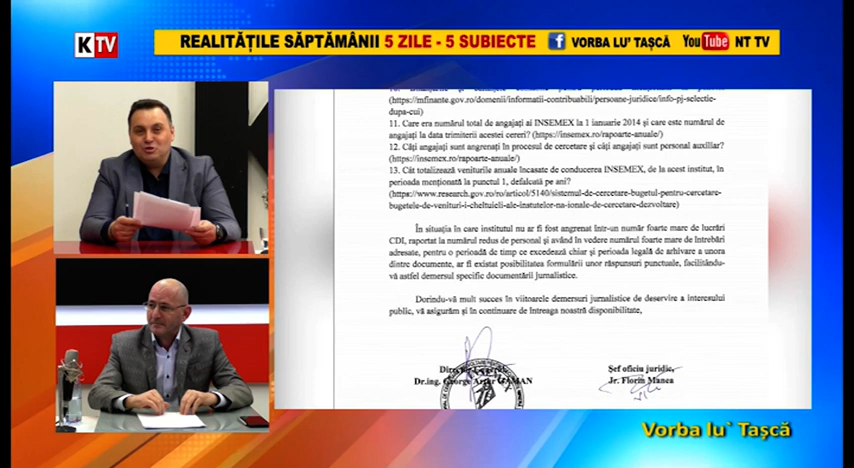 K TV
REALITĂȚILE SĂPTĂMÂNII 5 ZILE - 5 SUBIECTE f VORBA LU' TAȘCĂ YouTube NT TV
(https://mfinante.gov.ro/domenii/informatii-contribuabili/persoane-juridice/info-pj-selectie-
dupa-cui)
11. Care era numărul total de angajați ai INSEMEX la 1 ianuarie 2014 și care este numărul de
angajați la data trimiterii acestei cereri? (https://insemex.ro/rapoarte-anuale/)
12. Câți angajați sunt angrenați în procesul de cercetare și câți angajați sunt personal auxiliar?
(https://insemex.ro/rapoarte-anuale/)
13. Cât totalizează veniturile anuale încasate de conducerea INSEMEX, de la acest institut, în
perioada menționată la punctul 1, defalcată pe ani?
(https://www.research.gov.ro/ro/articol/5140/sistemul-de-cercetare-bugetul-pentru-cercetare-
bugetele-de-venituri-i-cheltuieli-ale-instutelor-na-ionale-de-cercetare-dezvoltare)
În situația în care institutul nu ar fi fost angrenat într-un număr foarte mare de lucrări
CDI, raportat la numărul redus de personal și având în vedere numărul foarte mare de întrebări
adresate, pentru o perioadă de timp ce excedează chiar și perioada legală de arhivare a unora
dintre documente, ar fi existat posibilitatea formulării unor răspunsuri punctuale, facilitându-
vă astfel demersul specific documentării jurnalistice.
Dorindu-vă mult succes în viitoarele demersuri jurnalistice de deservire a interesului
public, vă asigurăm și în continuare de întreaga noastră disponibilitate,
Șef oficiu juridic,
Dr.ing. George Artur GĂMAN Jr. Florin Manea
Vorba lu` Tașcă